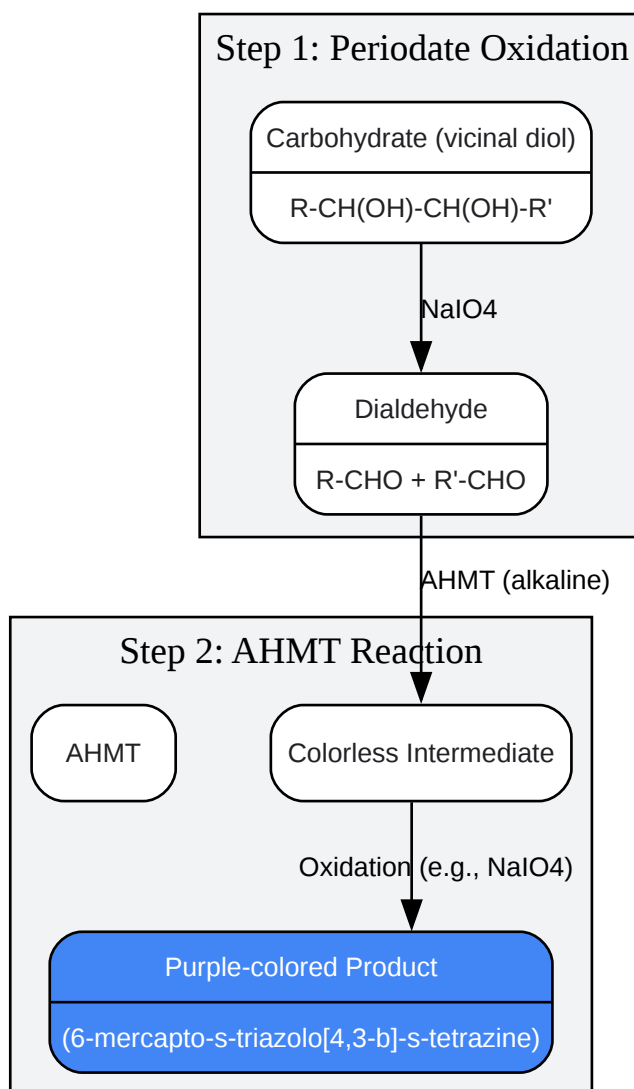 Step 1: Periodate Oxidation
Carbohydrate (vicinal diol)
R-CH(OH)-CH(OH)-R'
NaIO4
Dialdehyde
R-CHO + R'-CHO
AHMT (alkaline)
Step 2: AHMT Reaction
AHMT
Colorless Intermediate
Oxidation (e.g., NaIO4)
Purple-colored Product
(6-mercapto-s-triazolo[4,3-b]-s-tetrazine)